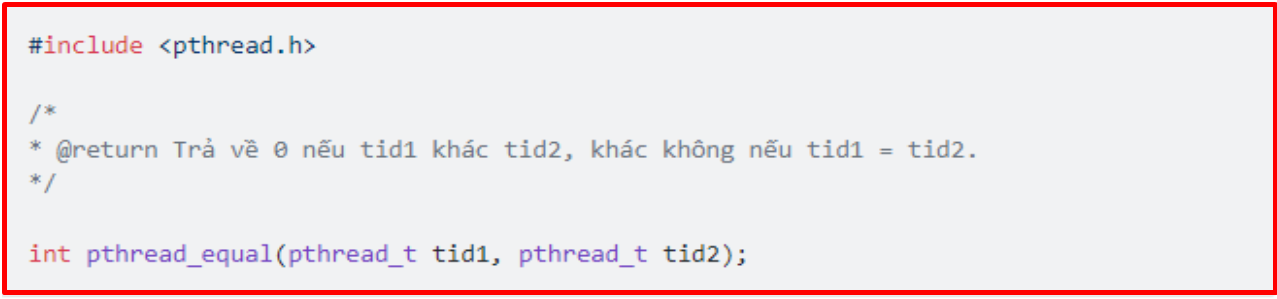 #include <pthread.h>
/*
* @return Trả về 0 nếu tid1 khác tid2, khác không nếu tid1 = tid2.
*/
int pthread_equal(pthread_t tid1, pthread_t tid2);